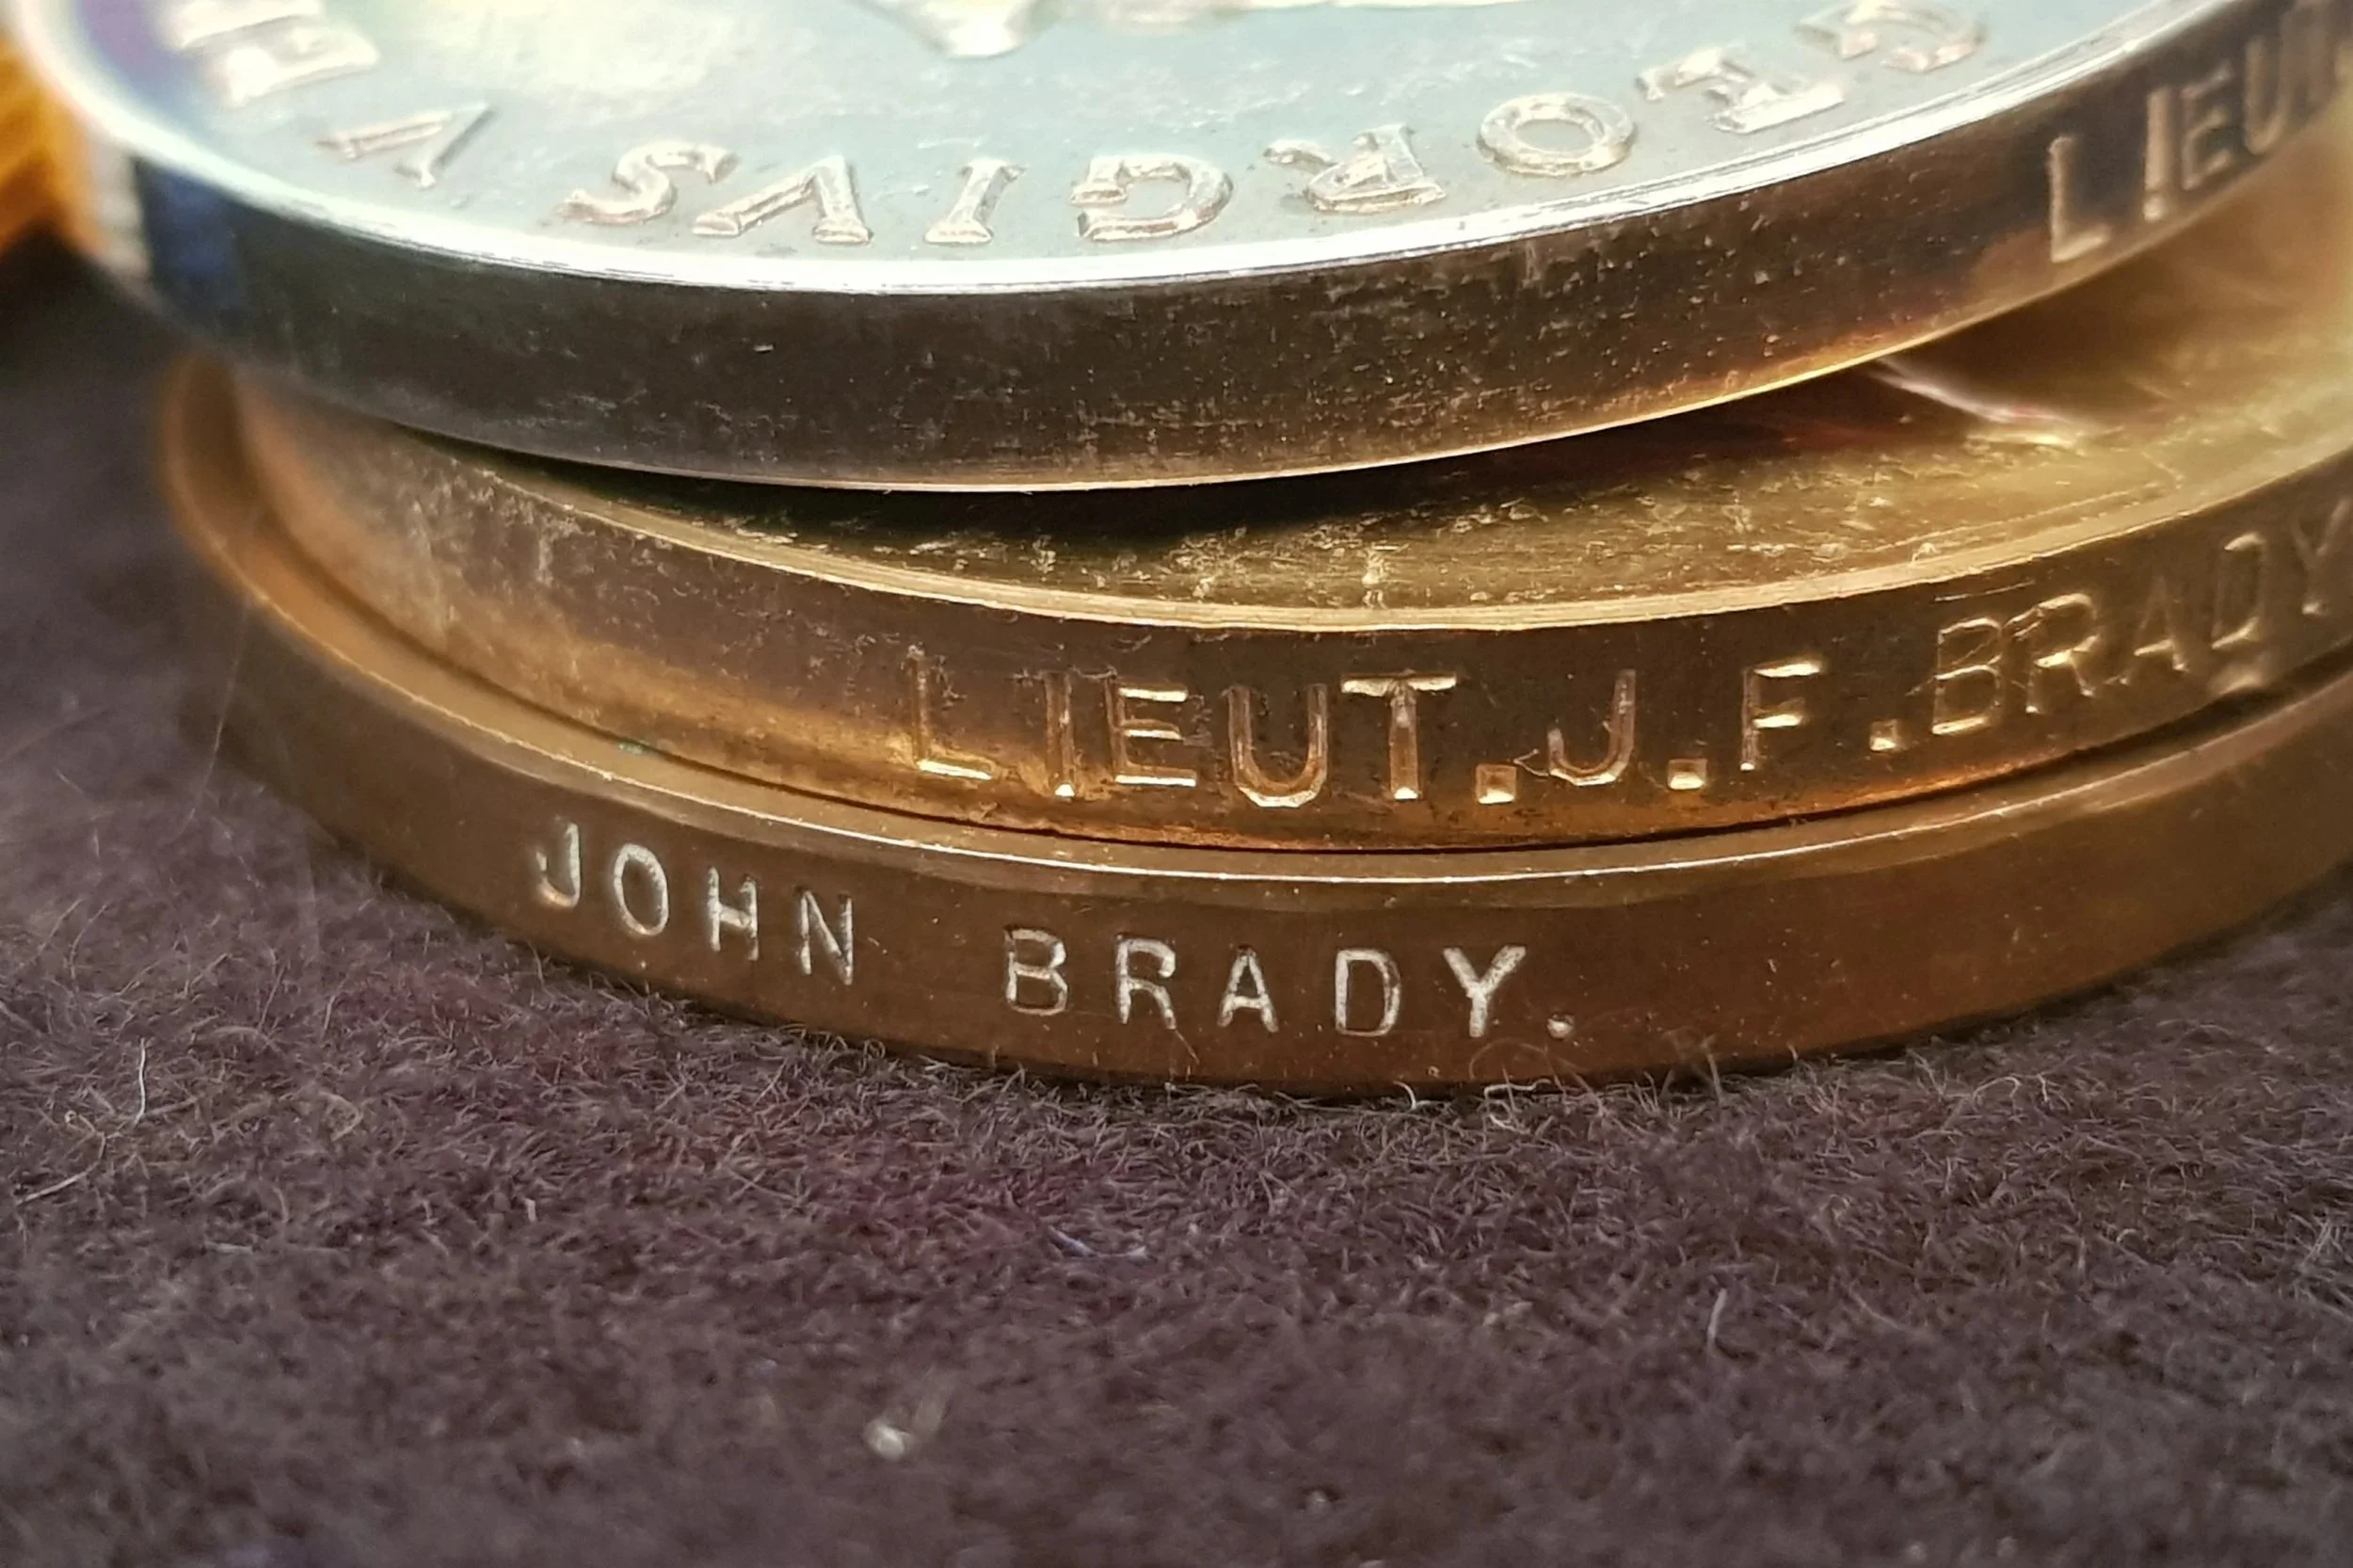 GEORGIVS V
LIEUT
LIEUT.J.F.BRADY
JOHN BRADY.